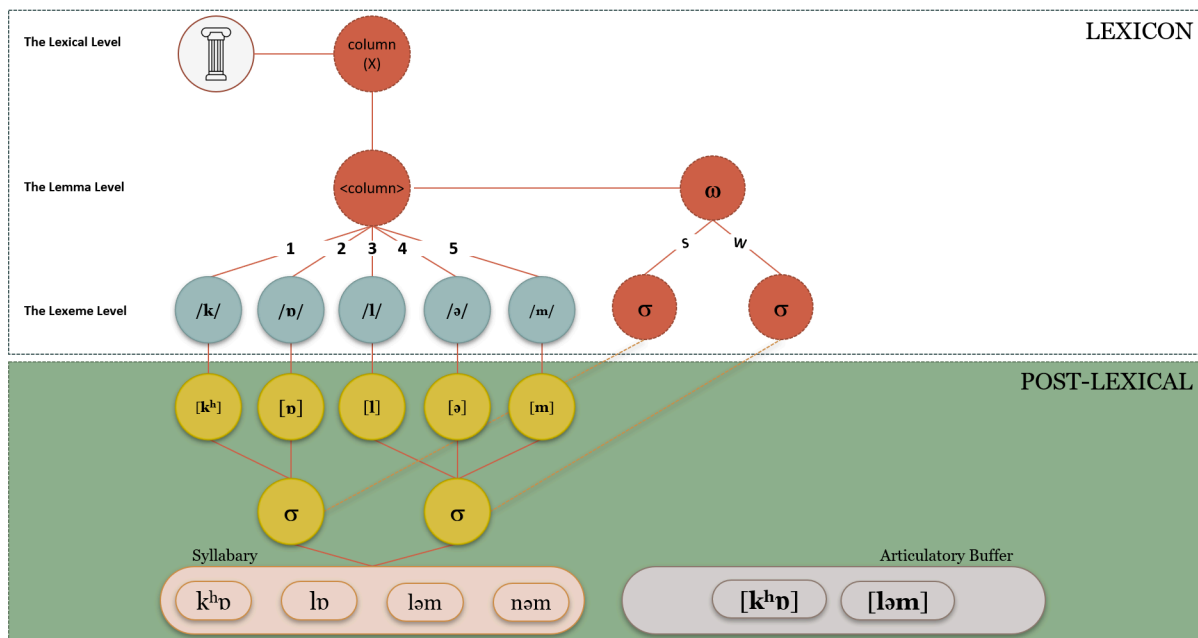 LEXICON
The Lexical Level
column
(X)
The Lemma Level
<column>
ω
1 2 3 4 5
S W
The Lexeme Level
/k/ /ɒ/ /l/ /ə/ /m/ σ σ
POST-LEXICAL
[kʰ] [ɒ] [l] [ə] [m]
σ σ
Syllabary
Articulatory Buffer
kʰɒ lɒ ləm nəm
[kʰɒ] [ləm]